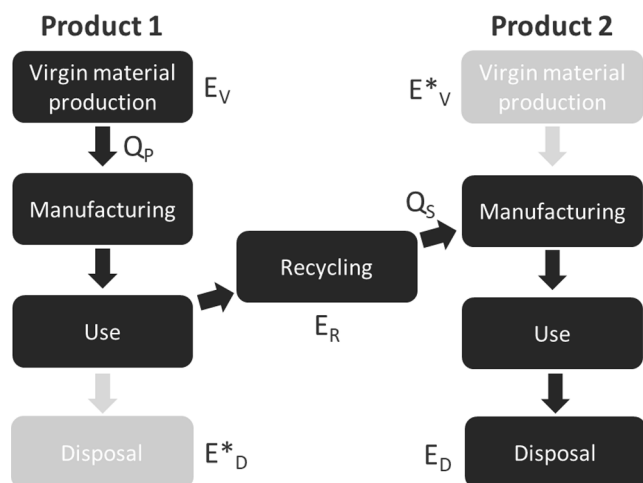 Product 1
Product 2
Virgin material
production
E_V
E*_V
Virgin material
production
Q_P
Manufacturing
Q_S
Manufacturing
Recycling
Use
E_R
Use
Disposal
E*_D
E_D
Disposal